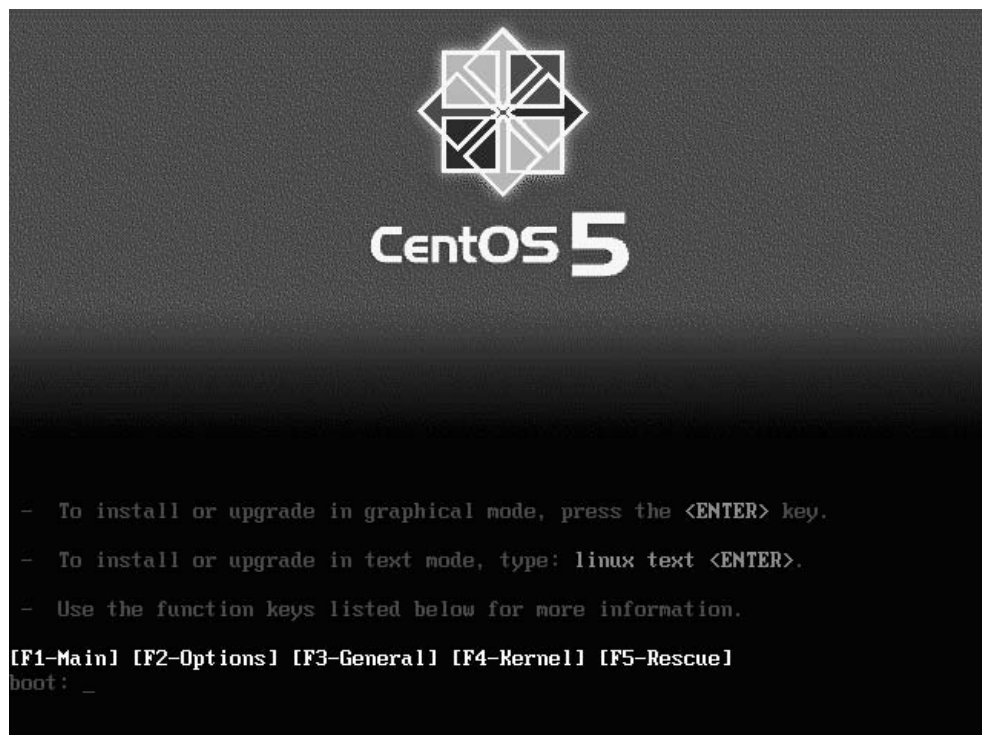 CentOS 5
-  To install or upgrade in graphical mode, press the <ENTER> key.
-  To install or upgrade in text mode, type: linux text <ENTER>.
-  Use the function keys listed below for more information.
[F1-Main] [F2-Options] [F3-General] [F4-Kernel] [F5-Rescue]
boot: _